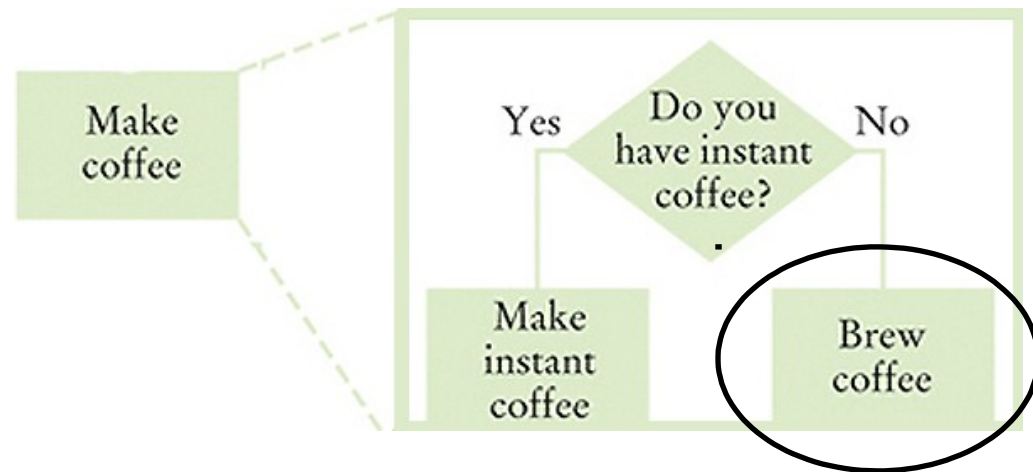 Make
coffee
Do you
have instant
coffee?
Yes
No
Make
instant
coffee
Brew
coffee